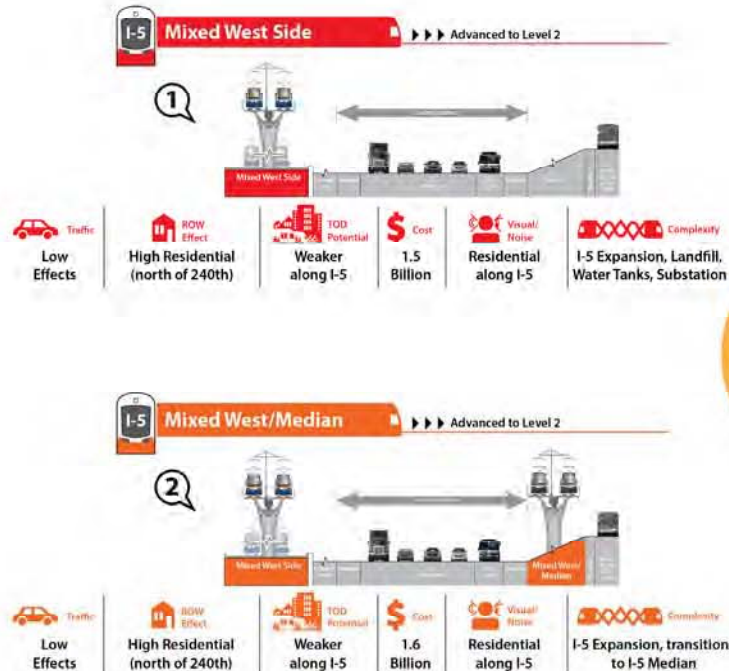 I-5 Mixed West Side Advanced to Level 2
1
Mixed West Side
Traffic
Low
Effects
ROW
Effect
High Residential
(north of 240th)
TOD
Potential
Weaker
along I-5
$ Cost
1.5
Billion
Visual/
Noise
Residential
along I-5
Complexity
I-5 Expansion, Landfill,
Water Tanks, Substation
I-5 Mixed West/Median Advanced to Level 2
2
Mixed West Side
Mixed West/
Median
Traffic
Low
Effects
ROW
Effect
High Residential
(north of 240th)
TOD
Potential
Weaker
along I-5
$ Cost
1.6
Billion
Visual/
Noise
Residential
along I-5
Complexity
I-5 Expansion, transition
to I-5 Median